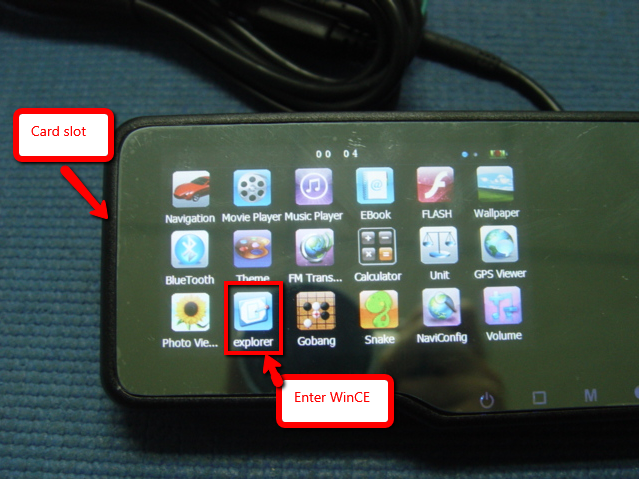 Card slot
00 04
Navigation Movie Player Music Player EBook FLASH Wallpaper
BlueTooth Theme FM Trans... Calculator Unit GPS Viewer
Photo Vie... explorer Gobang Snake NaviConfig Volume
Enter WinCE
M